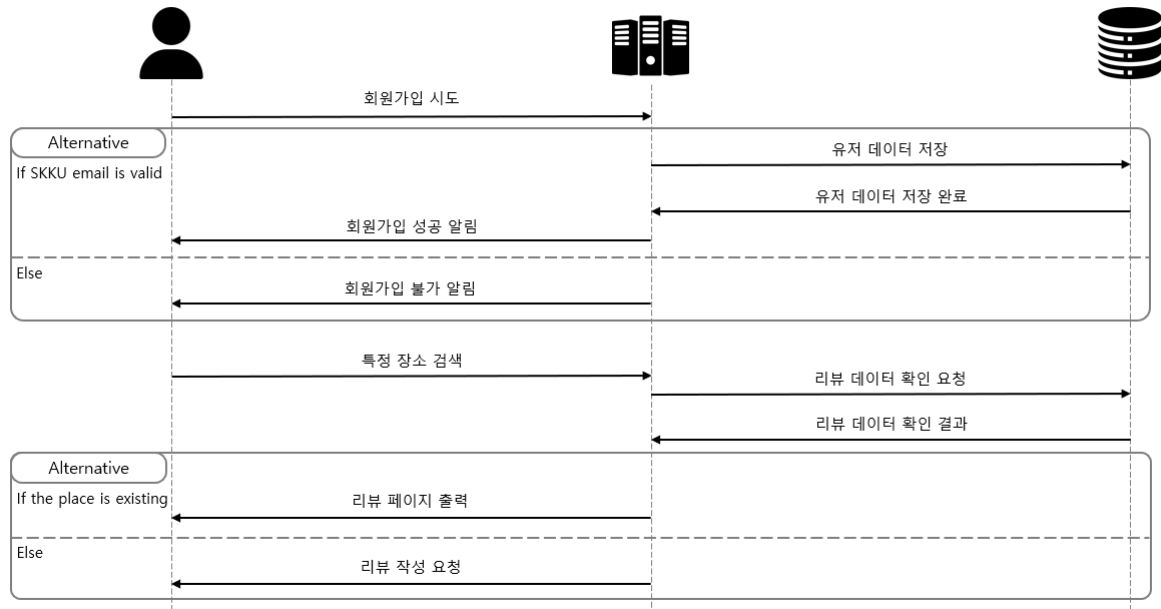 회원가입 시도
Alternative
유저 데이터 저장
If SKKU email is valid
유저 데이터 저장 완료
회원가입 성공 알림
Else
회원가입 불가 알림
특정 장소 검색
리뷰 데이터 확인 요청
리뷰 데이터 확인 결과
Alternative
If the place is existing
리뷰 페이지 출력
Else
리뷰 작성 요청